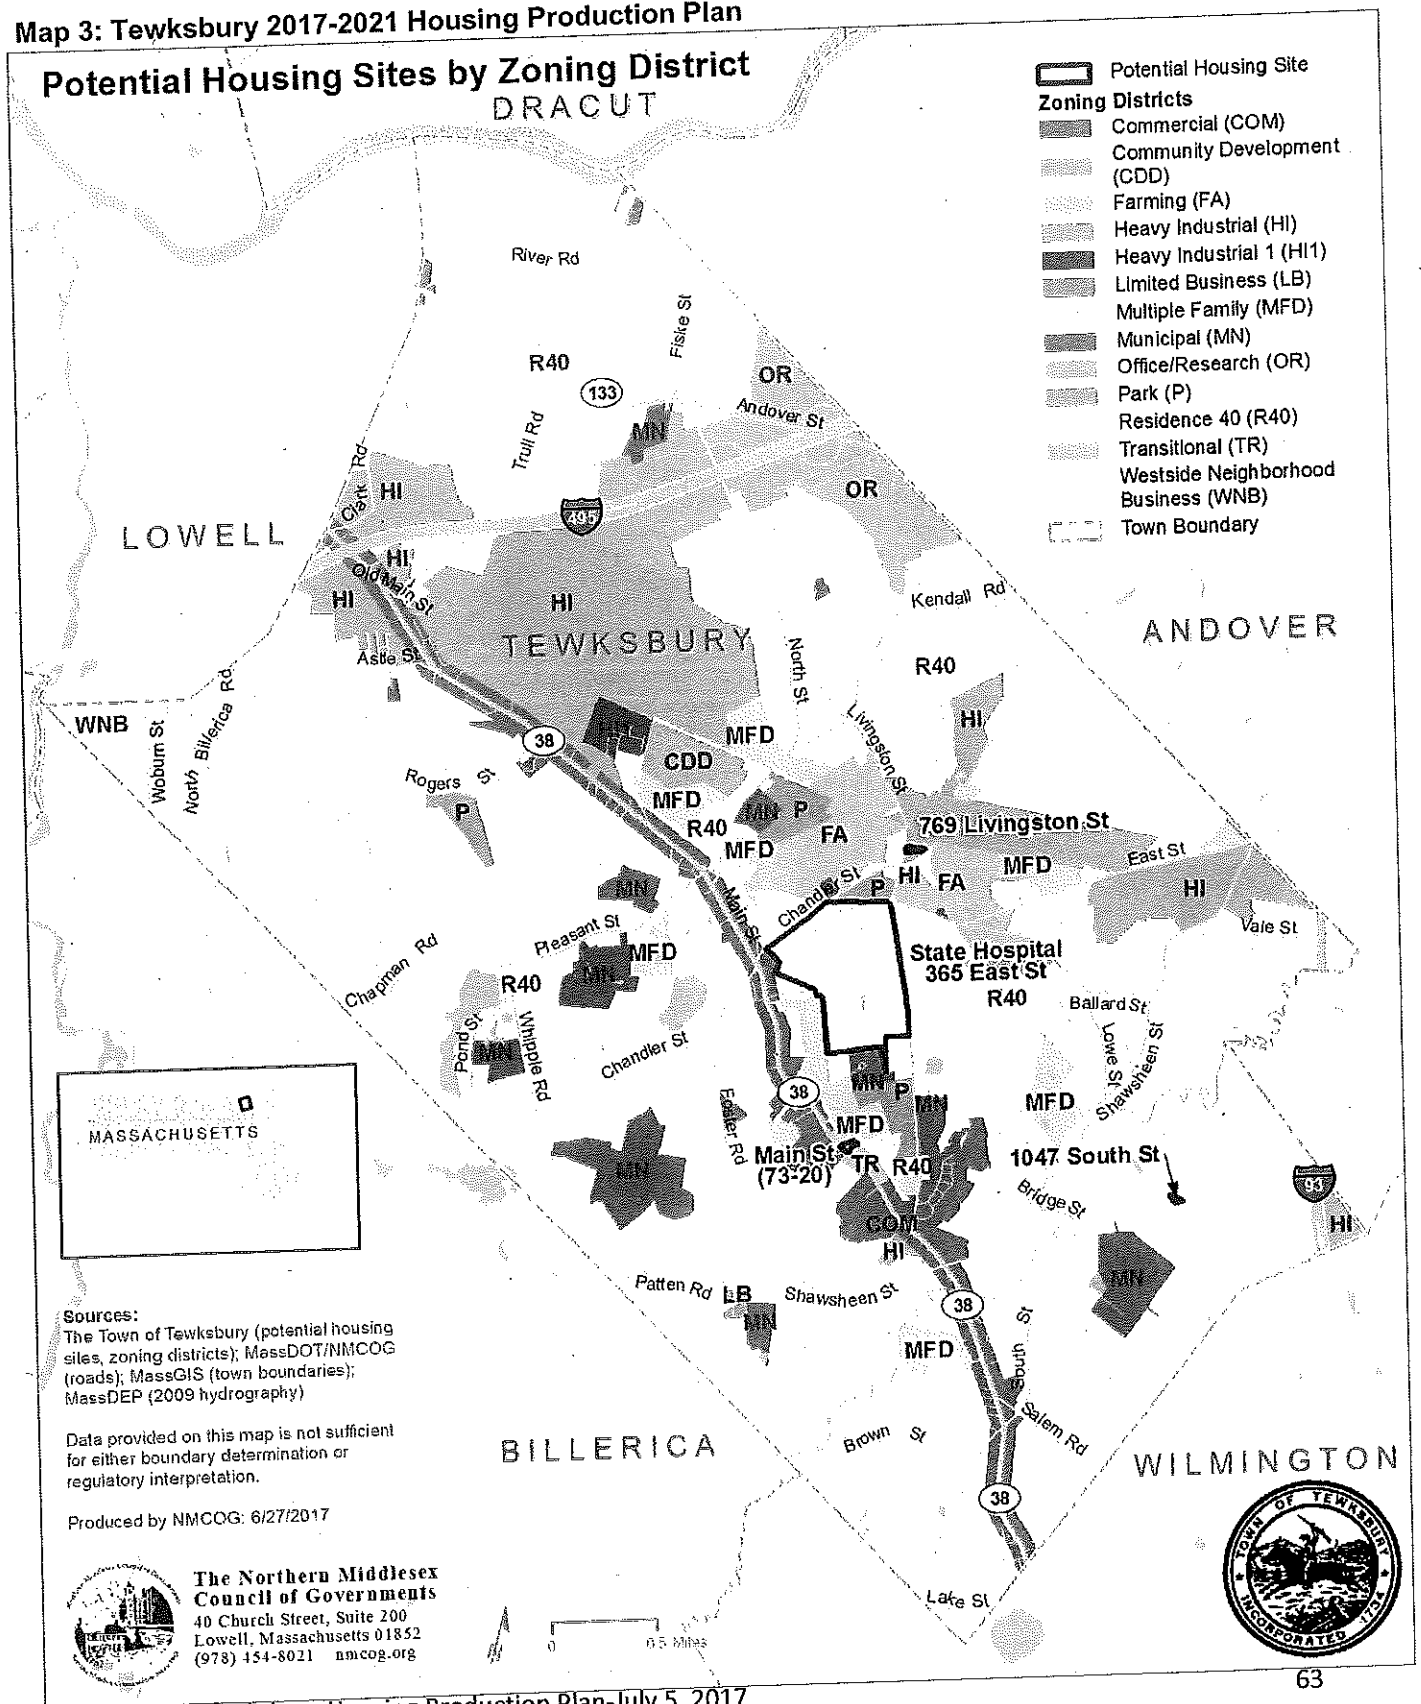 Map 3: Tewksbury 2017-2021 Housing Production Plan
Potential Housing Sites by Zoning District
DRACUT
Potential Housing Site
Zoning Districts
Commercial (COM)
Community Development
(CDD)
Farming (FA)
Heavy Industrial (HI)
Heavy Industrial 1 (HI1)
Limited Business (LB)
Multiple Family (MFD)
Municipal (MN)
Office/Research (OR)
Park (P)
Residence 40 (R40)
Transitional (TR)
Westside Neighborhood
Business (WNB)
Town Boundary
River Rd
Fiske St
R40
133
OR
Andover St
Trull Rd
MN
Clark Rd
HI
OR
LOWELL
495
HI
Old Main St
HI
HI
Kendall Rd
ANDOVER
TEWKSBURY
Astle St
North St
R40
WNB
Woburn St
North Billerica Rd
HI
38
MFD
Livingston St
CDD
Rogers St
P
MFD
MN
P
R40
FA
769 Livingston St
MFD
MFD
East St
HI
FA
HI
P
Chandler St
MN
Main St
Vale St
Pleasant St
MFD
State Hospital
365 East St
R40
Chapman Rd
MN
R40
Ballard St
Pond St
MN
Whipple Rd
Chandler St
Lowe St
Shawsheen St
38
MN
P
MN
MFD
MASSACHUSETTS
Foster Rd
MFD
Main St
(73-20)
TR
R40
1047 South St
MN
Bridge St
93
HI
COM
HI
MN
Patten Rd
LB
Shawsheen St
MN
38
MFD
South St
Sources:
The Town of Tewksbury (potential housing
sites, zoning districts); MassDOT/NMCOG
(roads); MassGIS (town boundaries);
MassDEP (2009 hydrography)
Data provided on this map is not sufficient
for either boundary determination or
regulatory interpretation.
Produced by NMCOG: 6/27/2017
Salem Rd
Brown St
BILLERICA
WILMINGTON
38
TOWN OF TEWKSBURY
INCORPORATED 1734
The Northern Middlesex
Council of Governments
40 Church Street, Suite 200
Lowell, Massachusetts 01852
(978) 454-8021 nmcog.org
Lake St
0 0.5 Miles
63
Housing Production Plan-July 5, 2017